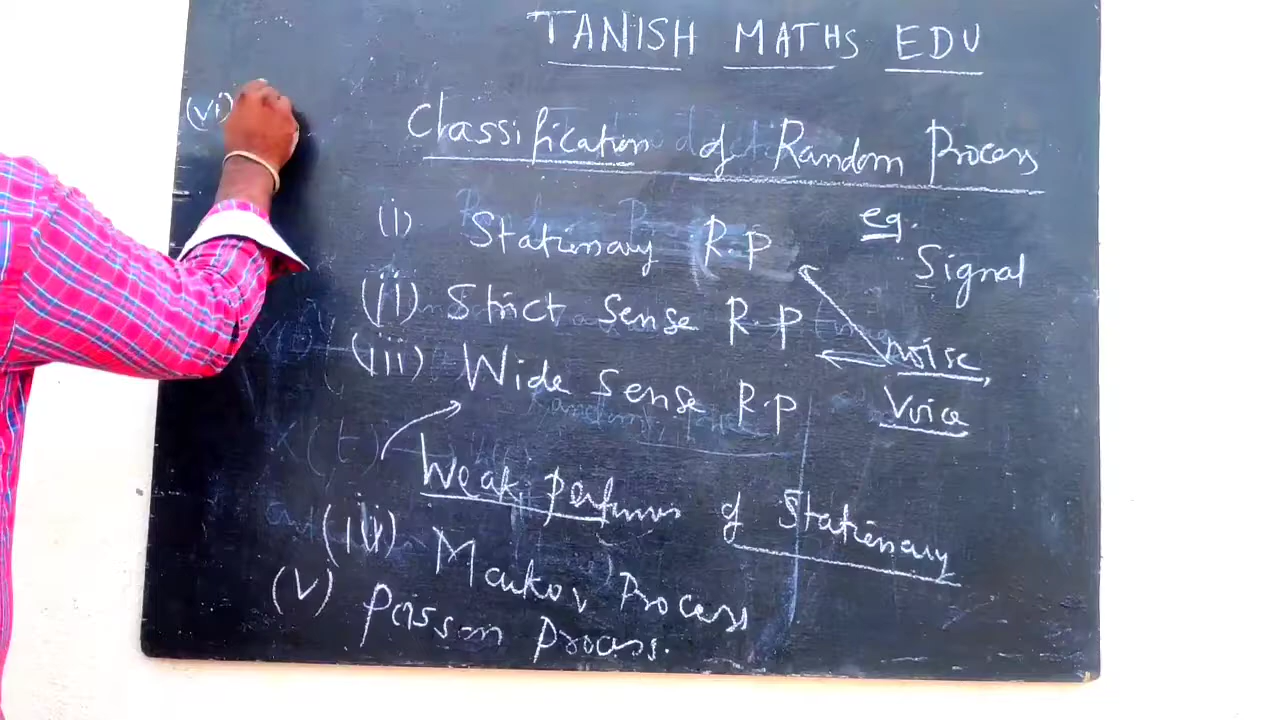 TANISH MATHS EDU
Classification of Random Process
(i) Stationary R.P
eg.
Signal
(ii) Strict Sense R.P
noise,
(iii) Wide Sense R.P
Voice
Weak performs of Stationary
(iv) Markov Process
(v) Poisson Process.
(vi)